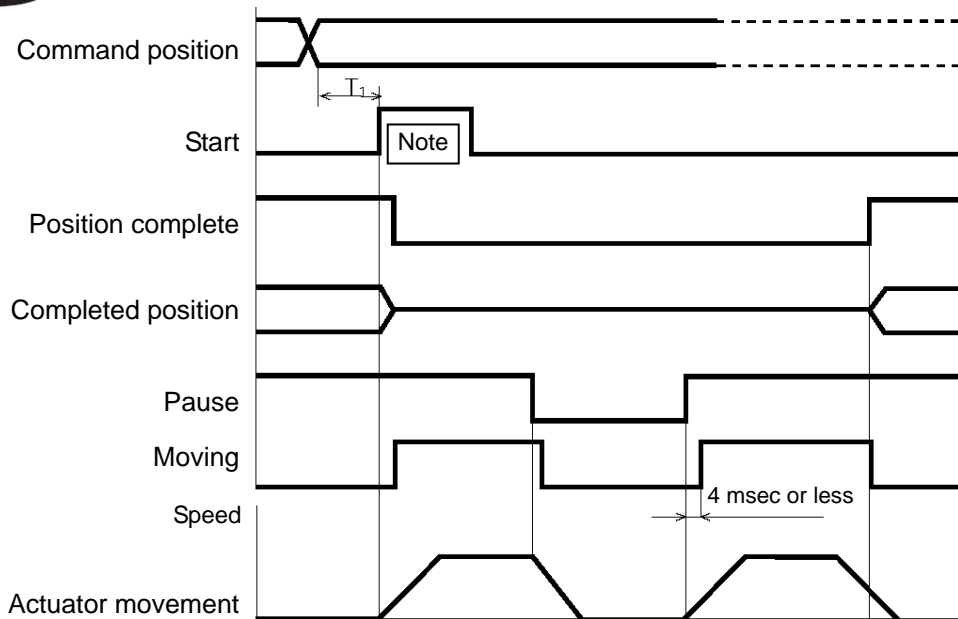 Command position
T1
Start
Note
Position complete
Completed position
Pause
Moving
4 msec or less
Speed
Actuator movement